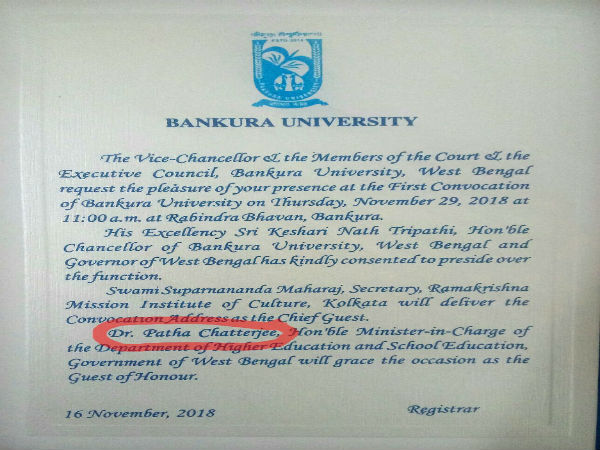 ESTD-2014
BANKURA UNIVERSITY
BANKURA UNIVERSITY
The Vice-Chancellor & the Members of the Court & the
Executive Council, Bankura University, West Bengal
request the pleasure of your presence at the First Convocation
of Bankura University on Thursday, November 29, 2018 at
11:00 a.m. at Rabindra Bhavan, Bankura.
His Excellency Sri Keshari Nath Tripathi, Hon'ble
Chancellor of Bankura University, West Bengal and
Governor of West Bengal has kindly consented to preside over
the function.
Swami Suparnananda Maharaj, Secretary, Ramakrishna
Mission Institute of Culture, Kolkata will deliver the
Convocation Address as the Chief Guest.
Dr. Patha Chatterjee, Hon'ble Minister-in-Charge of
the Department of Higher Education and School Education,
Government of West Bengal will grace the occasion as the
Guest of Honour.
16 November, 2018 Registrar